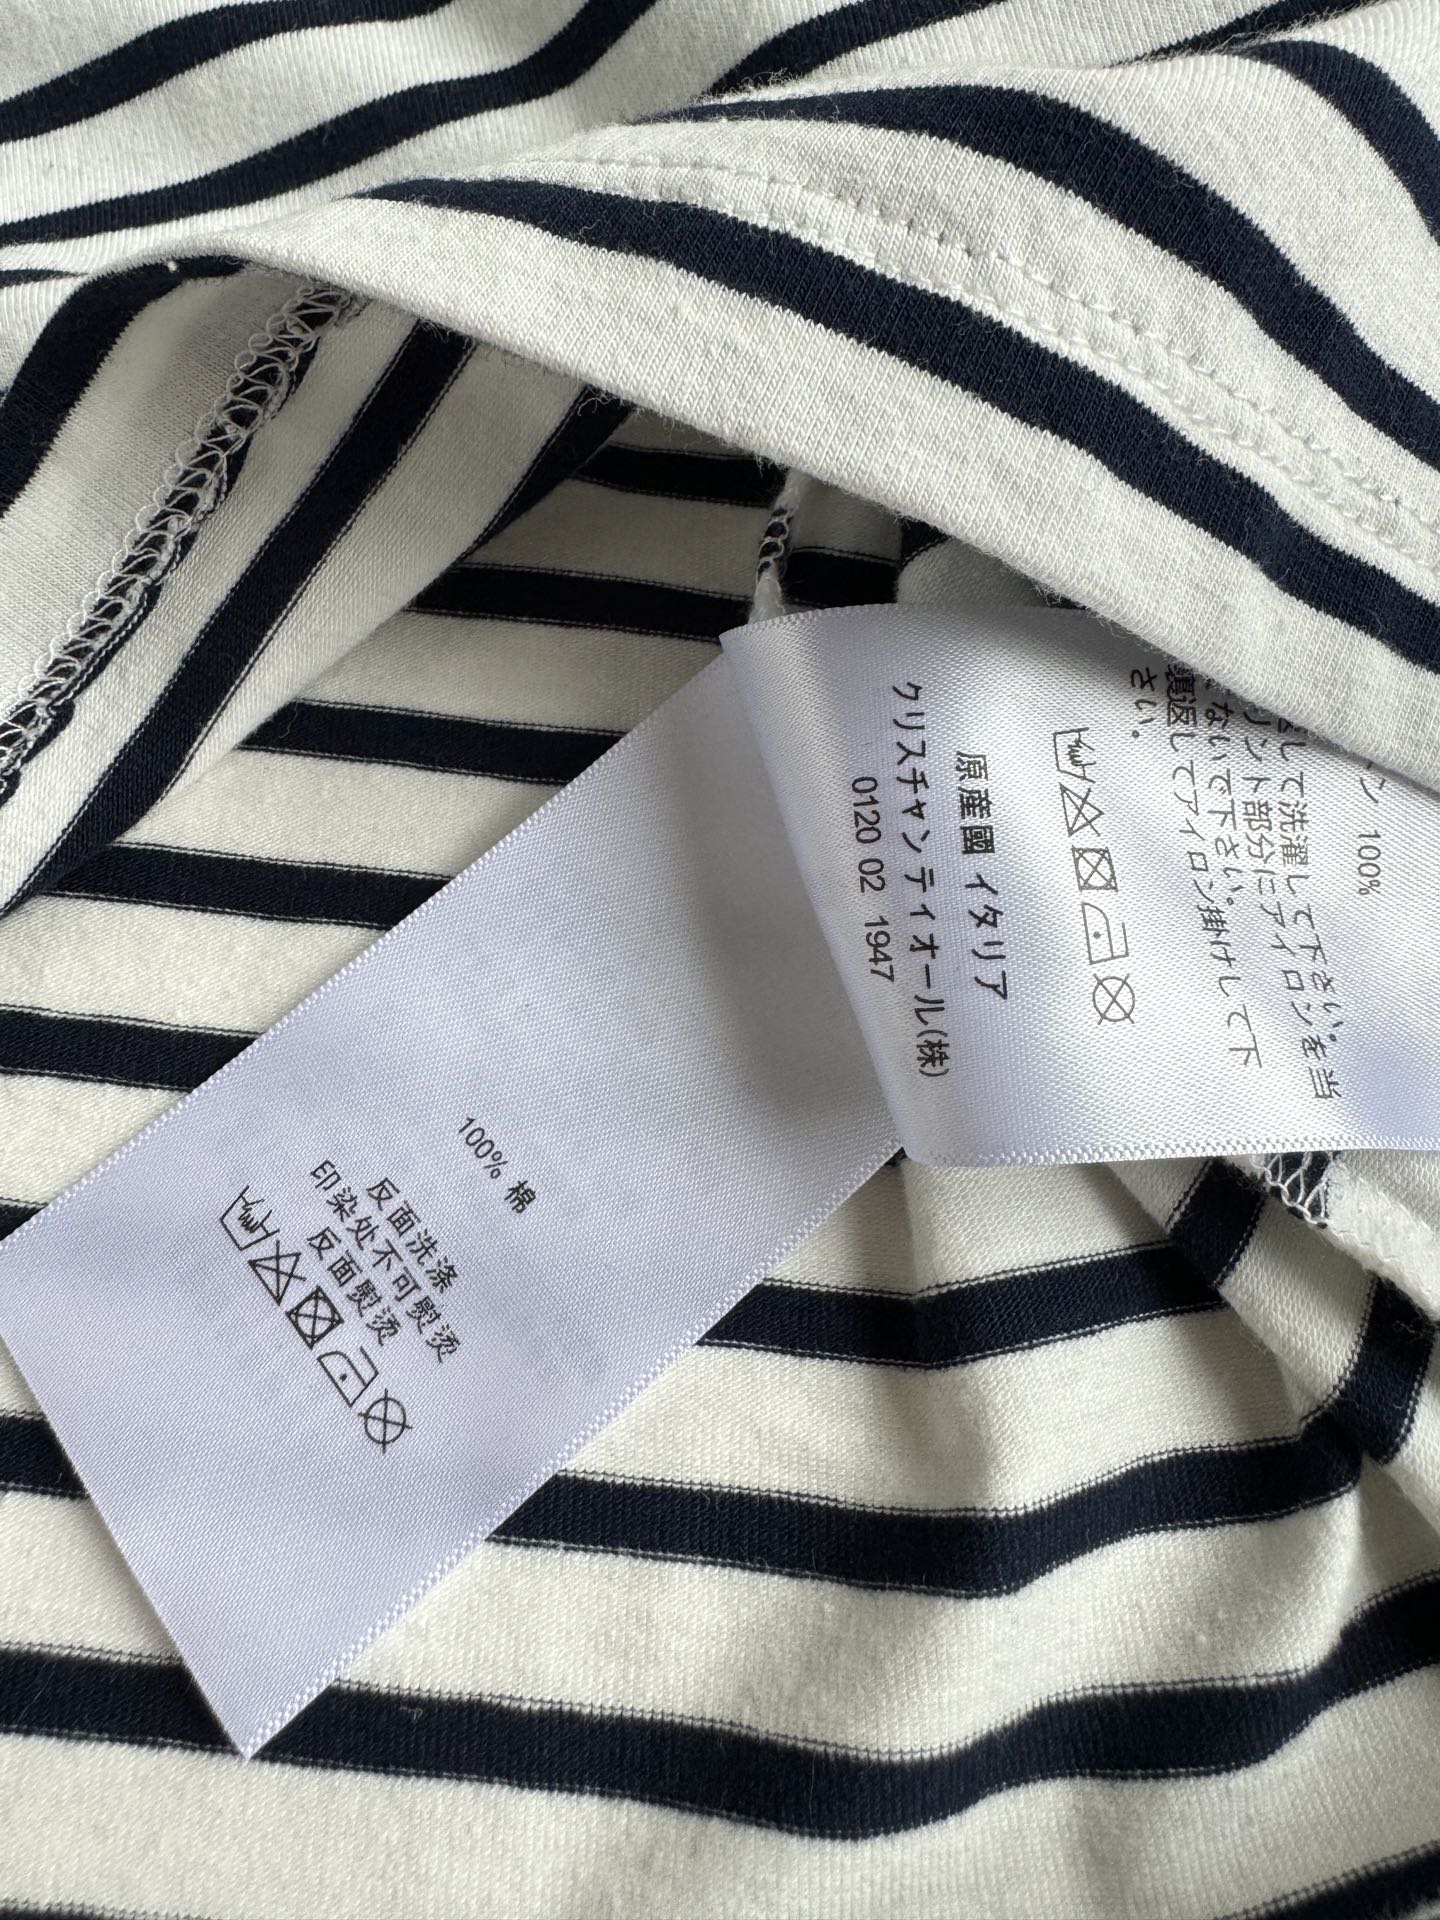 100% 棉
反面洗涤
印染处不可熨烫
反面熨烫
ン 100%
して洗濯して下さい。
リント部分にアイロンを当
ないで下さい。
裏返してアイロン掛けして下
さい。
原産國 イタリア
クリスチャンディオール(株)
0120 02 1947